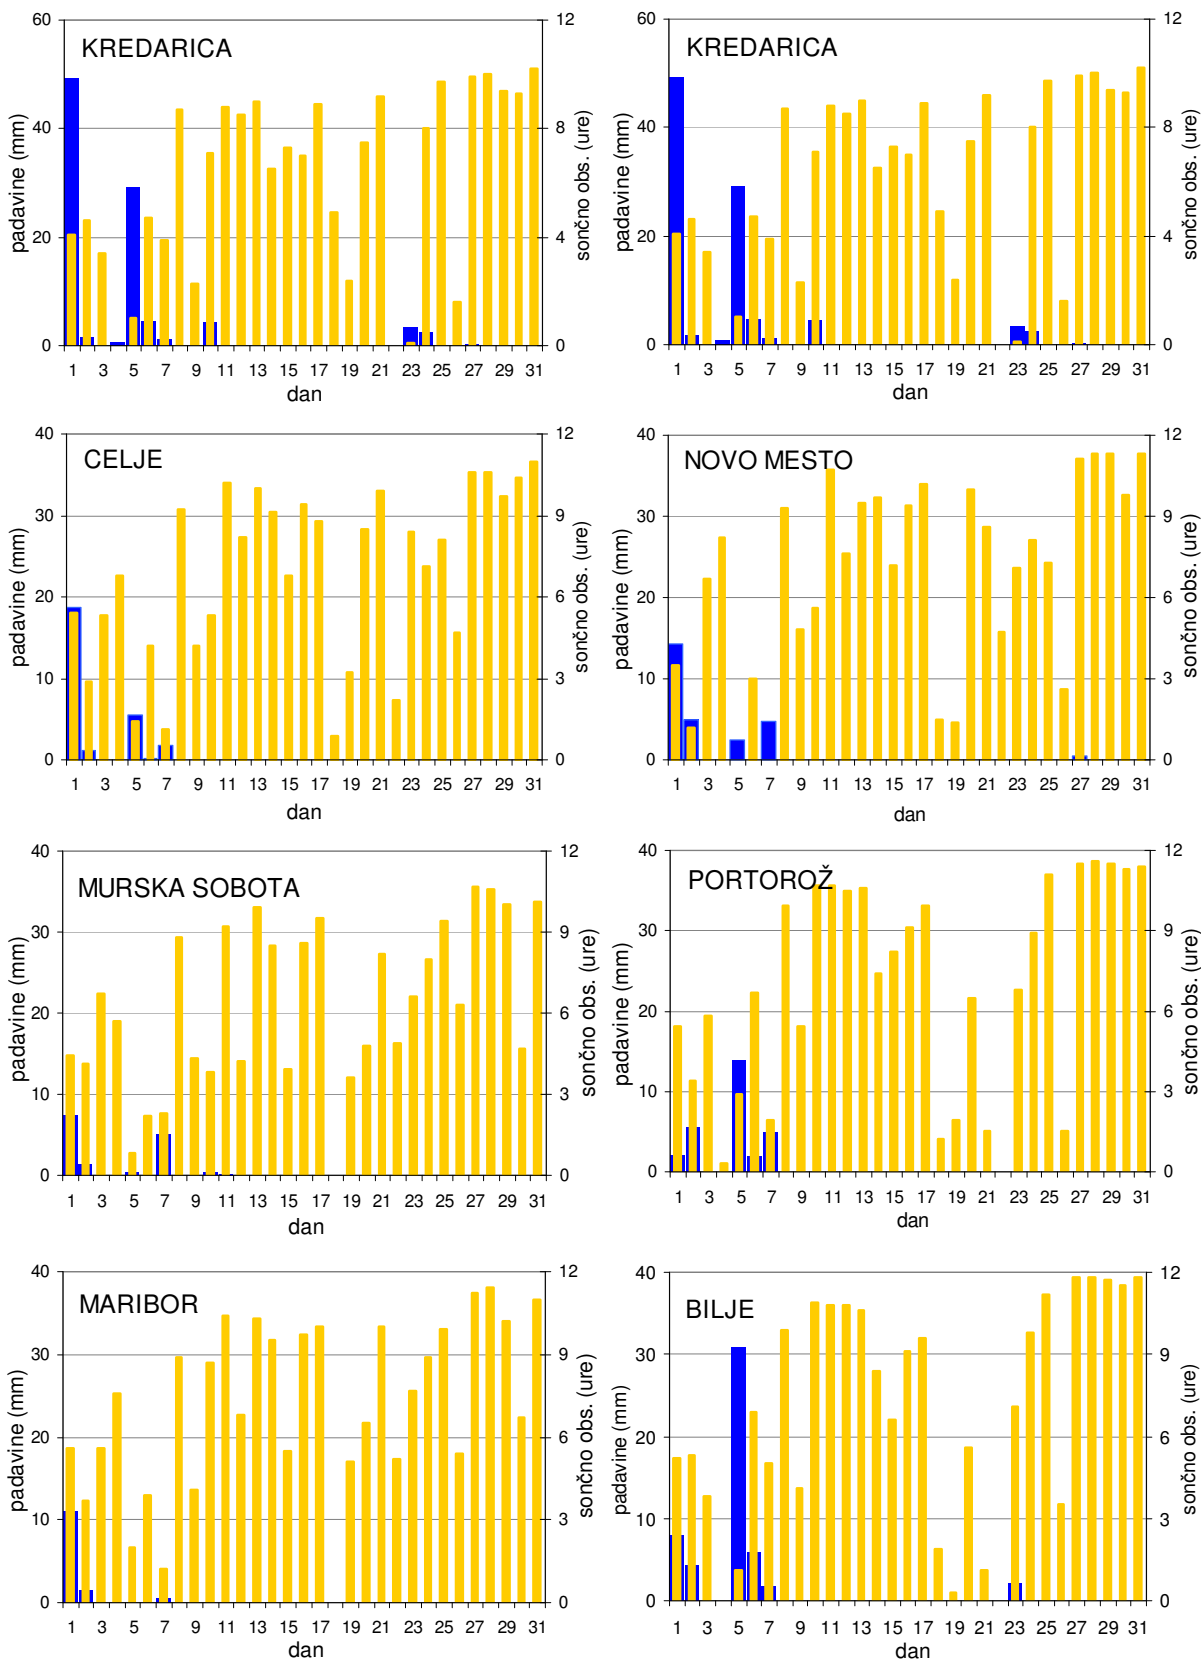 KREDARICA
padavine (mm)
60
40
20
0
12
8
4
0
sončno obs. (ure)
1 3 5 7 9 11 13 15 17 19 21 23 25 27 29 31
dan
KREDARICA
padavine (mm)
60
40
20
0
12
8
4
0
sončno obs. (ure)
1 3 5 7 9 11 13 15 17 19 21 23 25 27 29 31
dan
CELJE
padavine (mm)
40
30
20
10
0
12
9
6
3
0
sončno obs. (ure)
1 3 5 7 9 11 13 15 17 19 21 23 25 27 29 31
dan
NOVO MESTO
padavine (mm)
40
30
20
10
0
12
9
6
3
0
sončno obs. (ure)
1 3 5 7 9 11 13 15 17 19 21 23 25 27 29 31
dan
MURSKA SOBOTA
padavine (mm)
40
30
20
10
0
12
9
6
3
0
sončno obs. (ure)
1 3 5 7 9 11 13 15 17 19 21 23 25 27 29 31
dan
PORTOROŽ
padavine (mm)
40
30
20
10
0
12
9
6
3
0
sončno obs. (ure)
1 3 5 7 9 11 13 15 17 19 21 23 25 27 29 31
dan
MARIBOR
padavine (mm)
40
30
20
10
0
12
9
6
3
0
sončno obs. (ure)
1 3 5 7 9 11 13 15 17 19 21 23 25 27 29 31
dan
BILJE
padavine (mm)
40
30
20
10
0
12
9
6
3
0
sončno obs. (ure)
1 3 5 7 9 11 13 15 17 19 21 23 25 27 29 31
dan